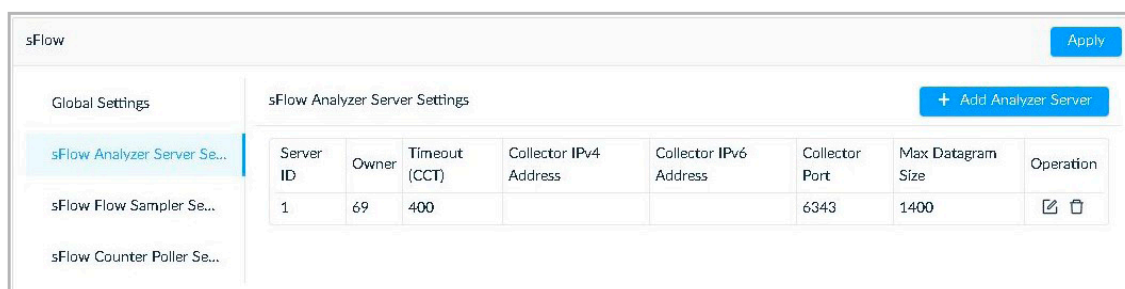 sFlow
Apply
Global Settings
sFlow Analyzer Server Settings
+ Add Analyzer Server
sFlow Analyzer Server Se...
Server ID Owner Timeout (CCT) Collector IPv4 Address Collector IPv6 Address Collector Port Max Datagram Size Operation
1 69 400 6343 1400
sFlow Flow Sampler Se...
sFlow Counter Poller Se...